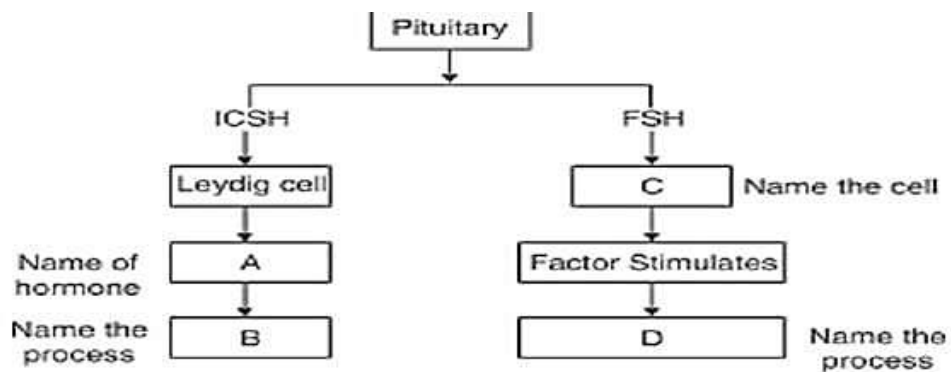 Pituitary
ICSH
FSH
Leydig cell
C
Name the cell
Name of
hormone
A
Factor Stimulates
Name the
process
B
D
Name the
process